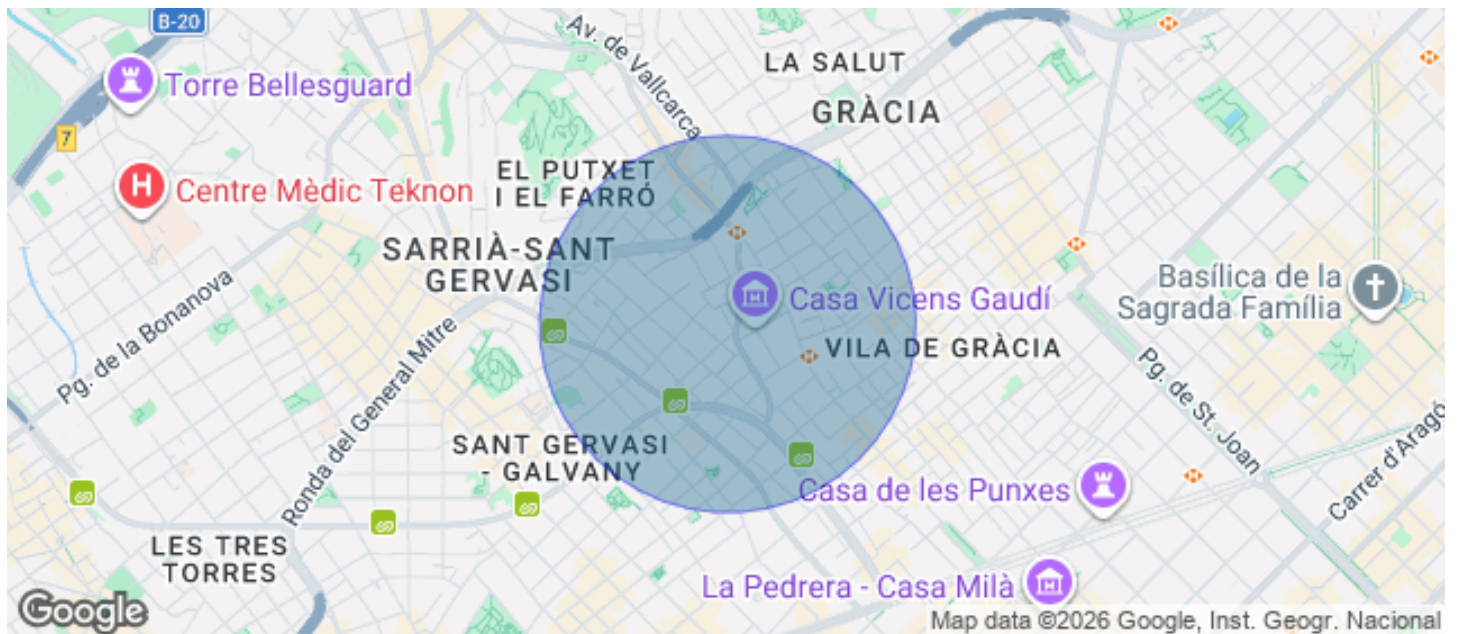 B-20
Av. de Vallcarca
LA SALUT
Torre Bellesguard
GRÀCIA
7
EL PUTXET
I EL FARRÓ
H
Centre Mèdic Teknon
SARRIÀ-SANT
GERVASI
Basílica de la
Sagrada Família
Casa Vicens Gaudí
Pg. de la Bonanova
VILA DE GRÀCIA
Ronda del General Mitre
Pg. de St. Joan
SANT GERVASI
- GALVANY
Carrer d'Aragó
Casa de les Punxes
LES TRES
TORRES
La Pedrera - Casa Milà
Google
Map data ©2026 Google, Inst. Geogr. Nacional